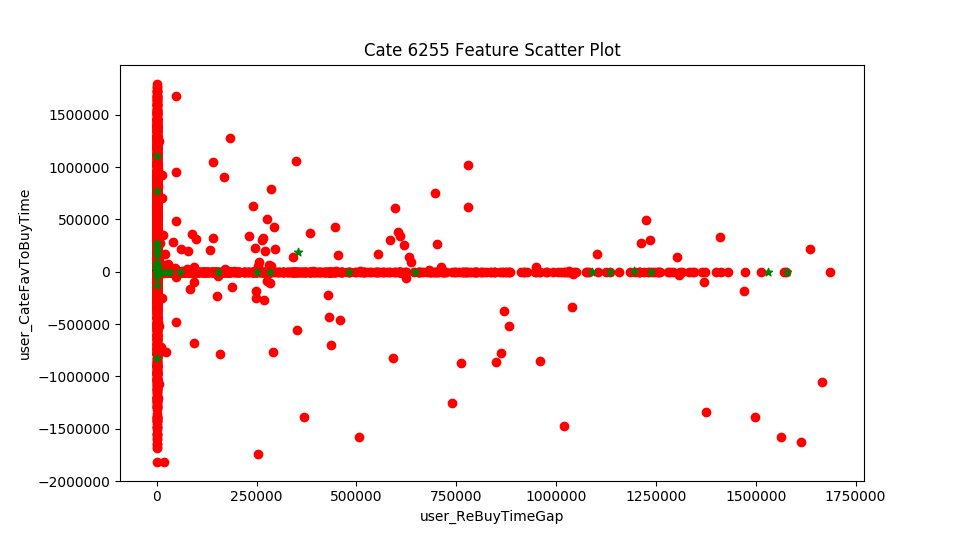 Cate 6255 Feature Scatter Plot
user_CateFavToBuyTime
1500000
1000000
500000
0
−500000
−1000000
−1500000
−2000000
0 250000 500000 750000 1000000 1250000 1500000 1750000
user_ReBuyTimeGap